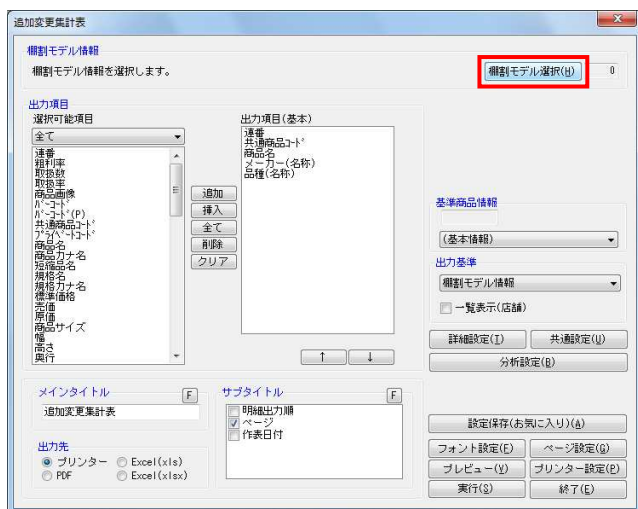 追加変更集計表
棚割モデル情報
棚割モデル情報を選択します。
棚割モデル選択(H)
0
出力項目
選択可能項目
全て
連番
粗利率
取扱数
取扱率
商品画像
ﾊﾞｰｺｰﾄﾞ
ﾊﾞｰｺｰﾄﾞ(P)
共通商品ｺｰﾄﾞ
ﾌﾟﾗｲﾍﾞｰﾄｺｰﾄﾞ
商品名
商品カナ名
短縮品名
規格名
規格カナ名
標準価格
売価
原価
商品サイズ
幅
高さ
奥行
追加
挿入
全て
削除
クリア
出力項目(基本)
連番
共通商品ｺｰﾄﾞ
商品名
メーカー(名称)
品種(名称)
↑
↓
基準商品情報
(基本情報)
出力基準
棚割モデル情報
一覧表示(店舗)
詳細設定(I)
共通設定(U)
分析設定(B)
メインタイトル
F
追加変更集計表
出力先
プリンター
Excel(xls)
PDF
Excel(xlsx)
サブタイトル
F
明細出力順
ページ
作表日付
設定保存(お気に入り)(A)
フォント設定(F)
ページ設定(G)
プレビュー(V)
プリンター設定(P)
実行(S)
終了(E)